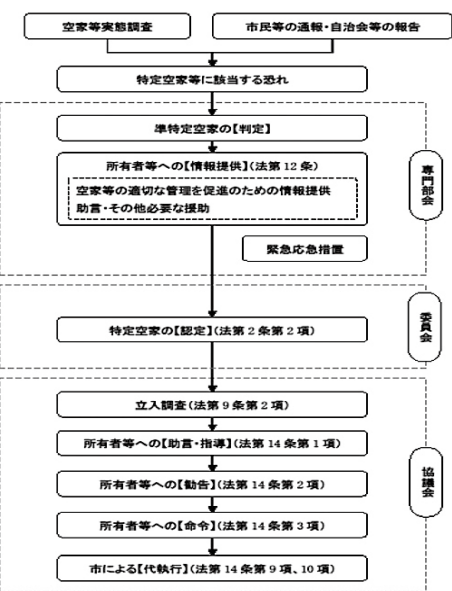 空家等実態調査
市民等の通報・自治会等の報告
特定空家等に該当する恐れ
準特定空家の【判定】
所有者等への【情報提供】(法第12条)
空家等の適切な管理を促進のための情報提供
助言・その他必要な援助
緊急応急措置
専門部会
特定空家の【認定】(法第2条第2項)
委員会
立入調査(法第9条第2項)
所有者等への【助言・指導】(法第14条第1項)
所有者等への【勧告】(法第14条第2項)
所有者等への【命令】(法第14条第3項)
市による【代執行】(法第14条第9項、10項)
協議会